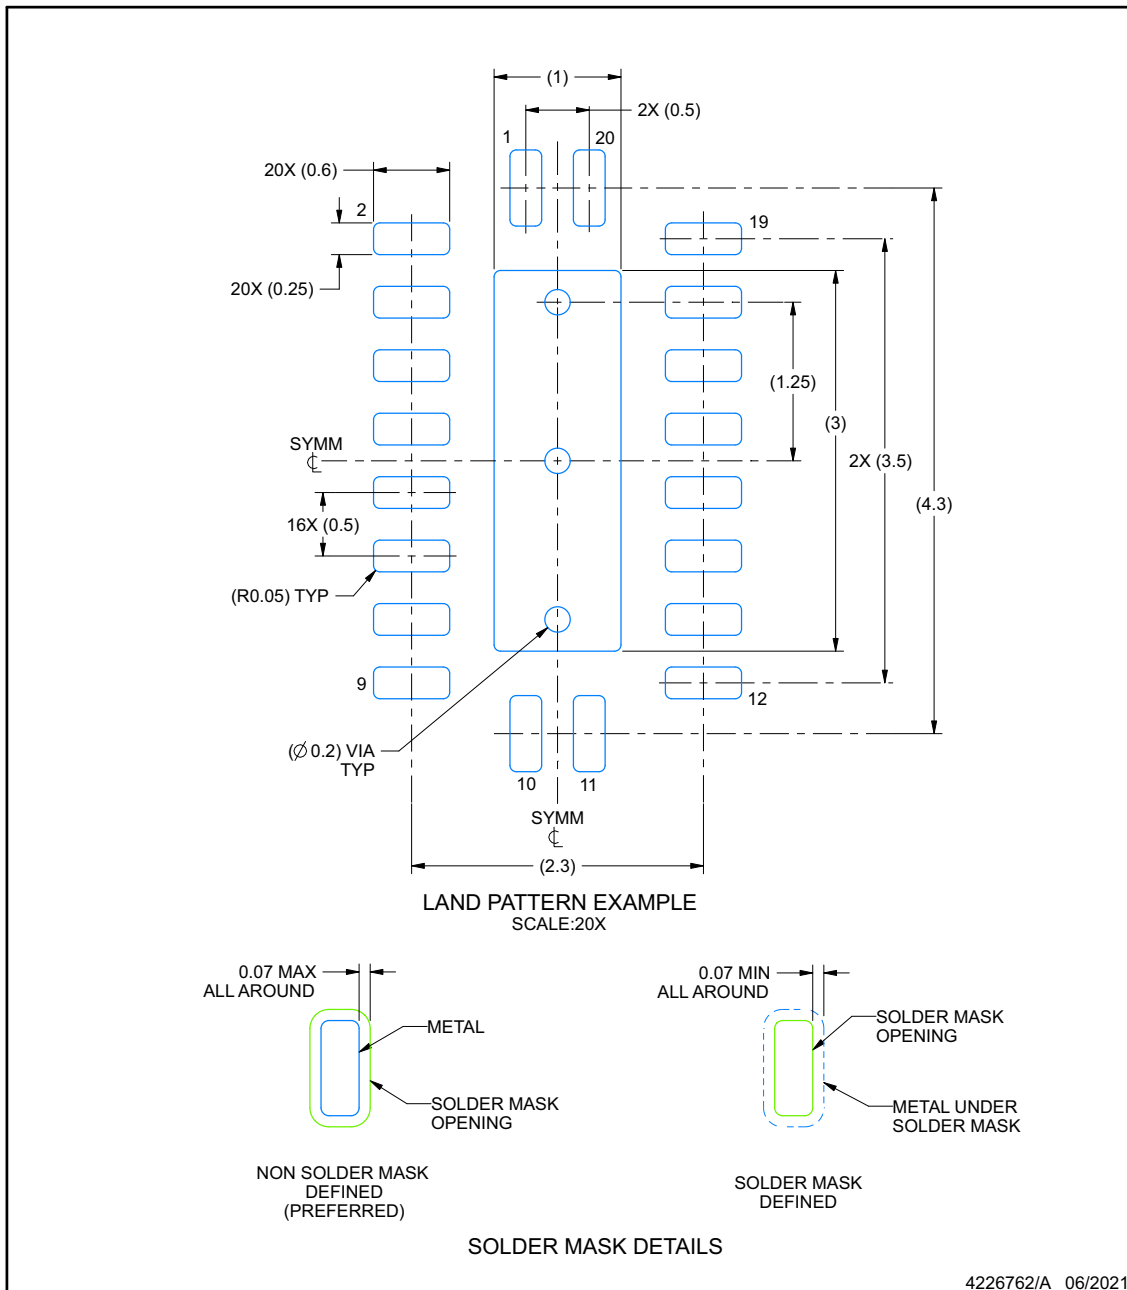 (1)
2X (0.5)
1
20
20X (0.6)
2
19
20X (0.25)
(1.25)
(3)
SYMM
℄
2X (3.5)
(4.3)
16X (0.5)
(R0.05) TYP
9
12
(Ø 0.2) VIA
TYP
10
11
SYMM
℄
(2.3)
LAND PATTERN EXAMPLE
SCALE:20X
0.07 MAX
ALL AROUND
METAL
SOLDER MASK
OPENING
NON SOLDER MASK
DEFINED
(PREFERRED)
0.07 MIN
ALL AROUND
SOLDER MASK
OPENING
METAL UNDER
SOLDER MASK
SOLDER MASK
DEFINED
SOLDER MASK DETAILS
4226762/A 06/2021